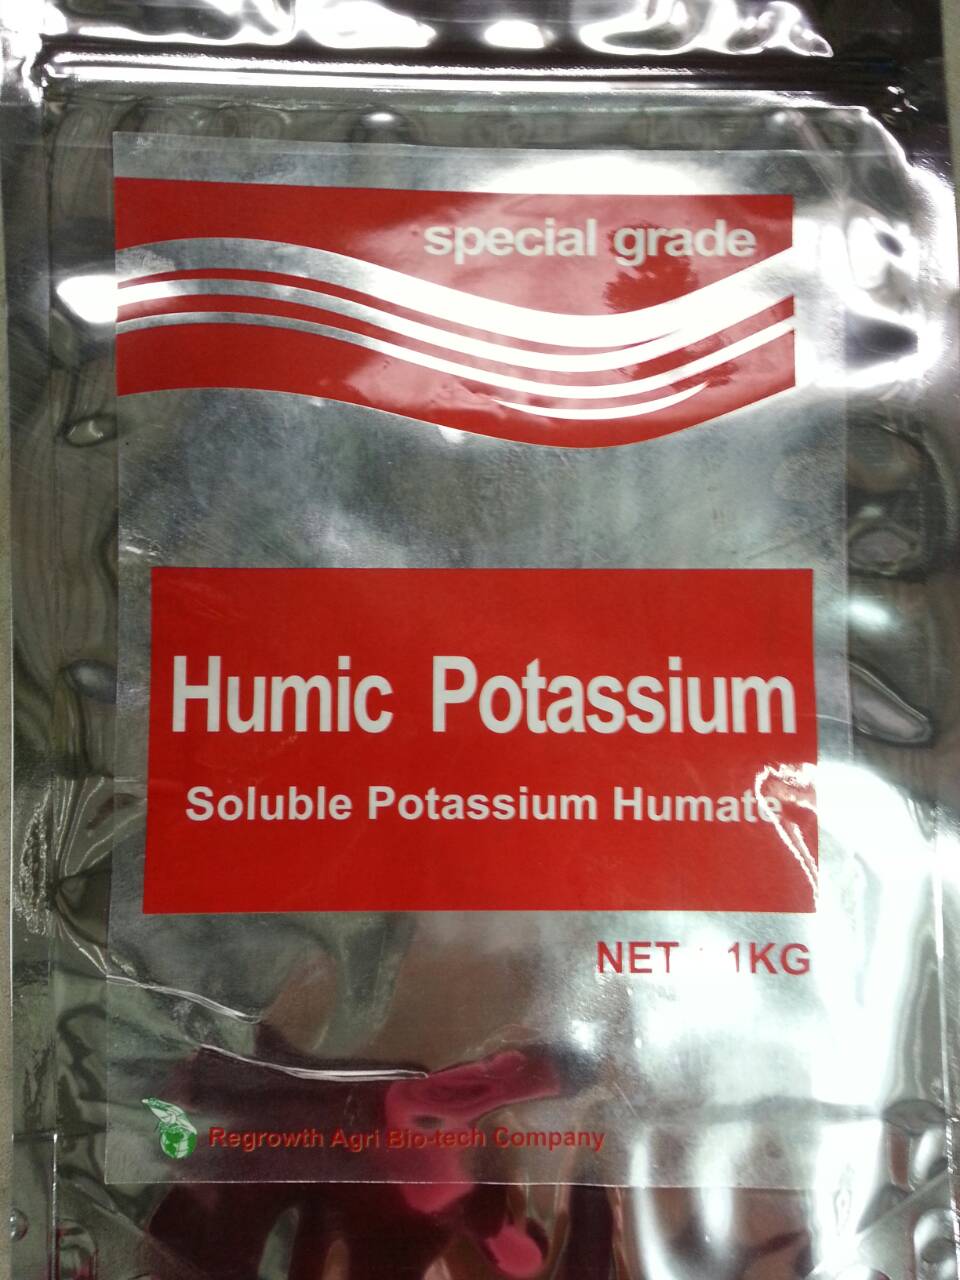 special grade
Humic Potassium
Soluble Potassium Humate
NET : 1KG
Regrowth Agri Bio-tech Company